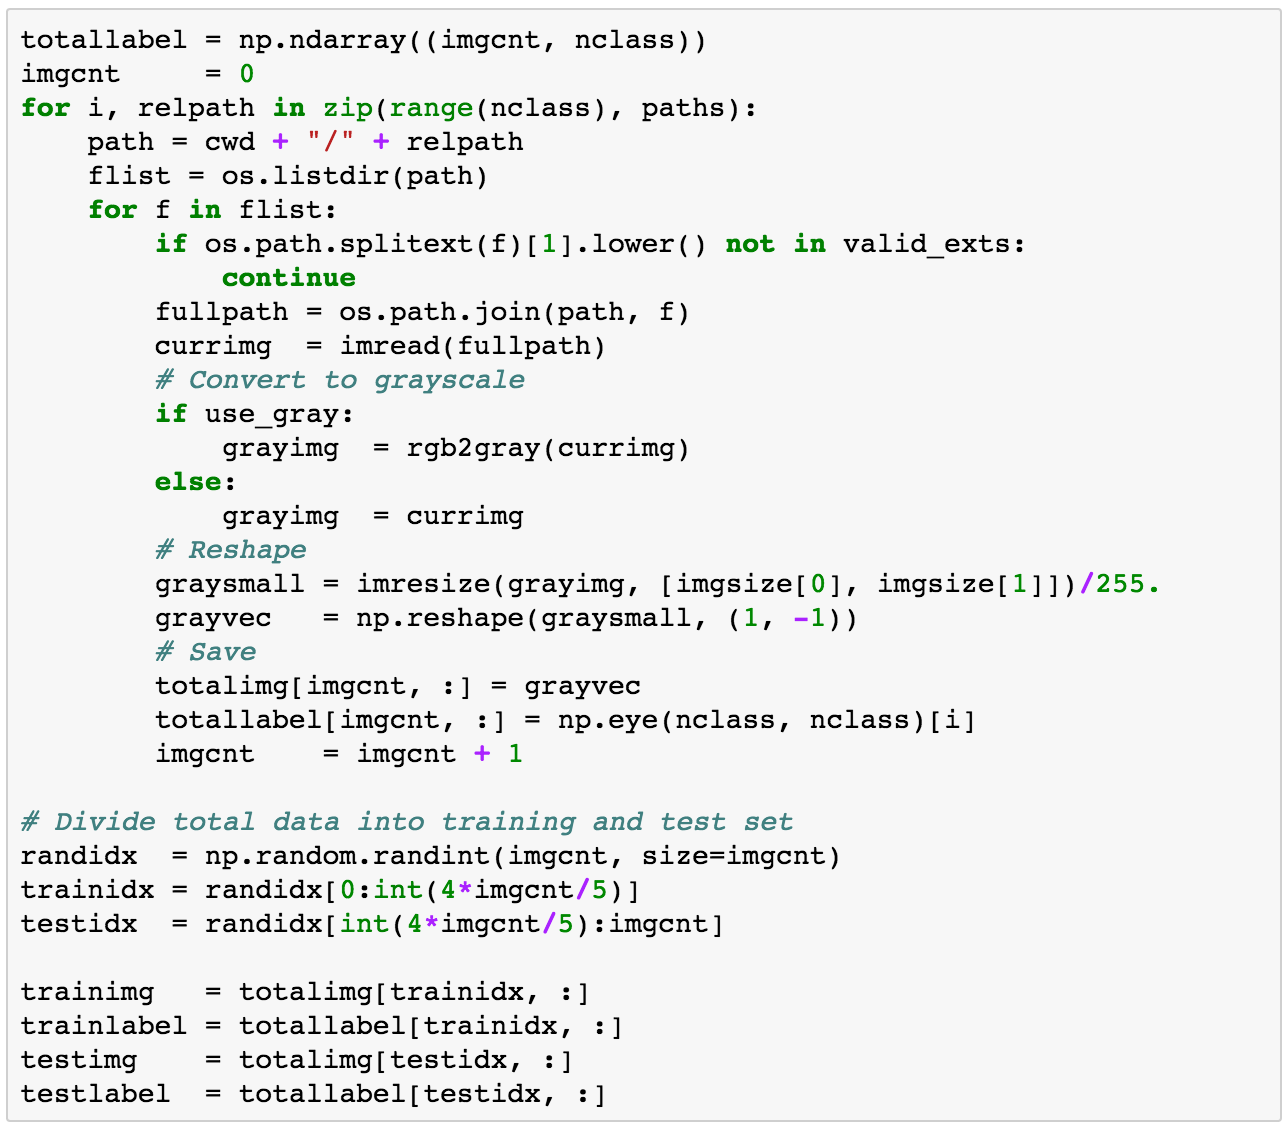 totallabel = np.ndarray((imgcnt, nclass))
imgcnt     = 0
for i, relpath in zip(range(nclass), paths):
    path = cwd + "/" + relpath
    flist = os.listdir(path)
    for f in flist:
        if os.path.splitext(f)[1].lower() not in valid_exts:
            continue
        fullpath = os.path.join(path, f)
        currimg  = imread(fullpath)
        # Convert to grayscale
        if use_gray:
            grayimg  = rgb2gray(currimg)
        else:
            grayimg  = currimg
        # Reshape
        graysmall = imresize(grayimg, [imgsize[0], imgsize[1]])/255.
        grayvec   = np.reshape(graysmall, (1, -1))
        # Save
        totalimg[imgcnt, :] = grayvec
        totallabel[imgcnt, :] = np.eye(nclass, nclass)[i]
        imgcnt    = imgcnt + 1

# Divide total data into training and test set
randidx  = np.random.randint(imgcnt, size=imgcnt)
trainidx = randidx[0:int(4*imgcnt/5)]
testidx  = randidx[int(4*imgcnt/5):imgcnt]

trainimg   = totalimg[trainidx, :]
trainlabel = totallabel[trainidx, :]
testimg    = totalimg[testidx, :]
testlabel  = totallabel[testidx, :]